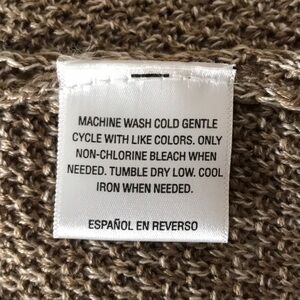 MACHINE WASH COLD GENTLE
CYCLE WITH LIKE COLORS. ONLY
NON-CHLORINE BLEACH WHEN
NEEDED. TUMBLE DRY LOW. COOL
IRON WHEN NEEDED.
ESPAÑOL EN REVERSO